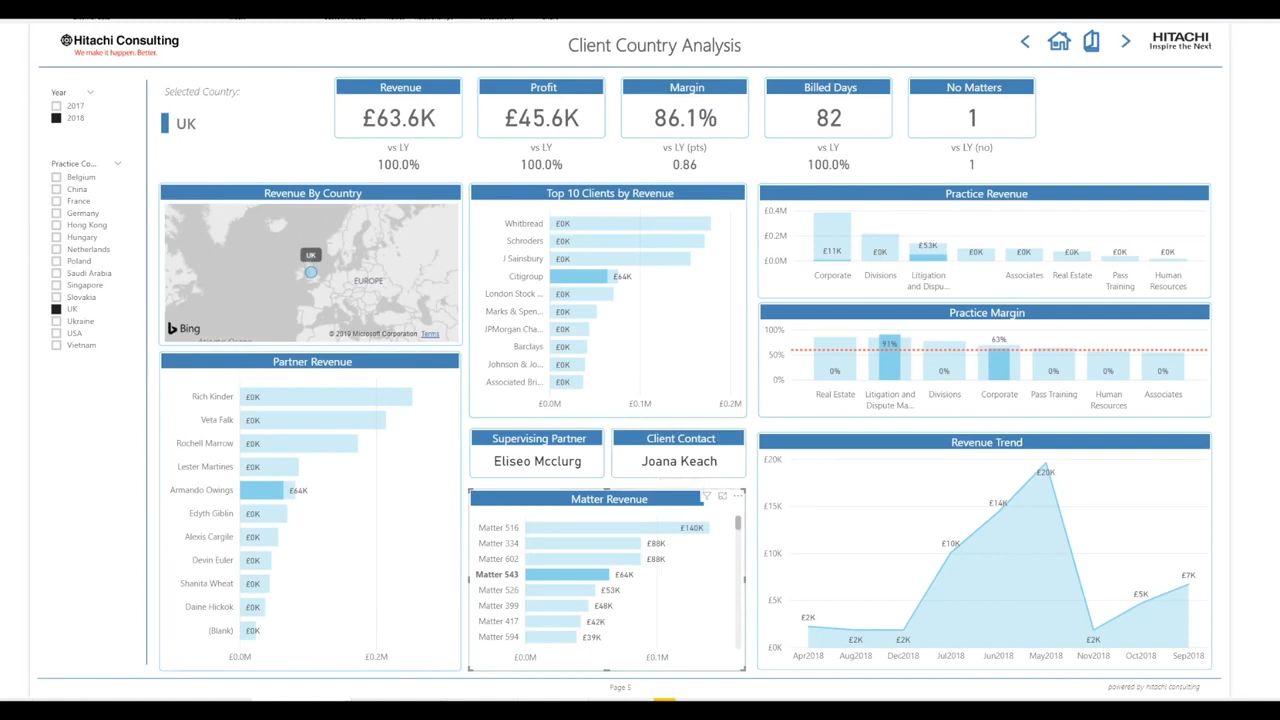 Hitachi Consulting
We make it happen. Better.
Client Country Analysis
HITACHI
Inspire the Next
Year
2017
2018
Practice Co...
Belgium
China
France
Germany
Hong Kong
Hungary
Netherlands
Poland
Saudi Arabia
Singapore
Slovakia
UK
Ukraine
USA
Vietnam
Selected Country:
UK
Revenue
£63.6K
vs LY
100.0%
Profit
£45.6K
vs LY
100.0%
Margin
86.1%
vs LY (pts)
0.86
Billed Days
82
vs LY
100.0%
No Matters
1
vs LY (no)
1
Revenue By Country
UK
EUROPE
Bing
© 2019 Microsoft Corporation Terms
Top 10 Clients by Revenue
Whitbread £0K
Schroders £0K
J Sainsbury £0K
Citigroup £64K
London Stock ... £0K
Marks & Spen... £0K
JPMorgan Cha... £0K
Barclays £0K
Johnson & Jo... £0K
Associated Bri... £0K
£0.0M £0.1M £0.2M
Practice Revenue
£0.4M
£0.2M
£0.0M
£11K £0K £53K £0K £0K £0K £0K £0K
Corporate Divisions Litigation and Dispu... Associates Real Estate Pass Training Human Resources
Practice Margin
100%
50%
0%
0% 91% 0% 63% 0% 0% 0%
Real Estate Litigation and Dispute Ma... Divisions Corporate Pass Training Human Resources Associates
Partner Revenue
Rich Kinder £0K
Veta Falk £0K
Rochell Marrow £0K
Lester Martines £0K
Armando Owings £64K
Edyth Giblin £0K
Alexis Cargile £0K
Devin Euler £0K
Shanita Wheat £0K
Daine Hickok £0K
(Blank) £0K
£0.0M £0.2M
Supervising Partner
Eliseo Mcclurg
Client Contact
Joana Keach
Matter Revenue
Matter 516 £140K
Matter 334 £88K
Matter 602 £88K
Matter 543 £64K
Matter 526 £53K
Matter 399 £48K
Matter 417 £42K
Matter 594 £39K
£0.0M £0.1M
Revenue Trend
£20K
£15K
£10K
£5K
£0K
£2K £2K £2K £10K £14K £20K £2K £5K £7K
Apr2018 Aug2018 Dec2018 Jul2018 Jun2018 May2018 Nov2018 Oct2018 Sep2018
Page 5
powered by hitachi consulting